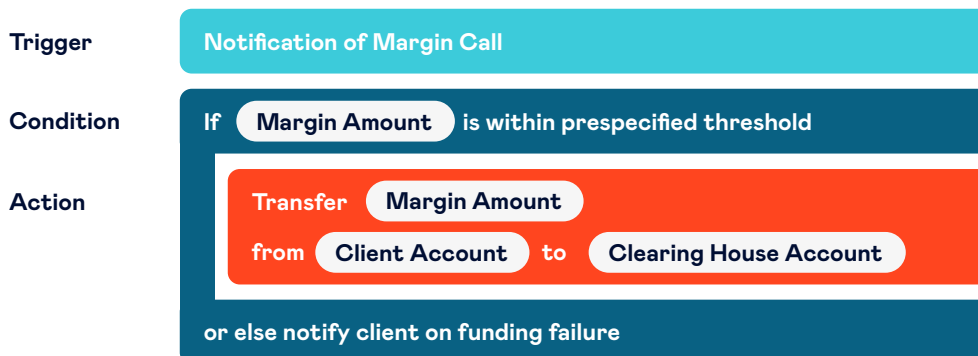 Trigger
Notification of Margin Call
Condition
If Margin Amount is within prespecified threshold
Action
Transfer Margin Amount
from Client Account to Clearing House Account
or else notify client on funding failure